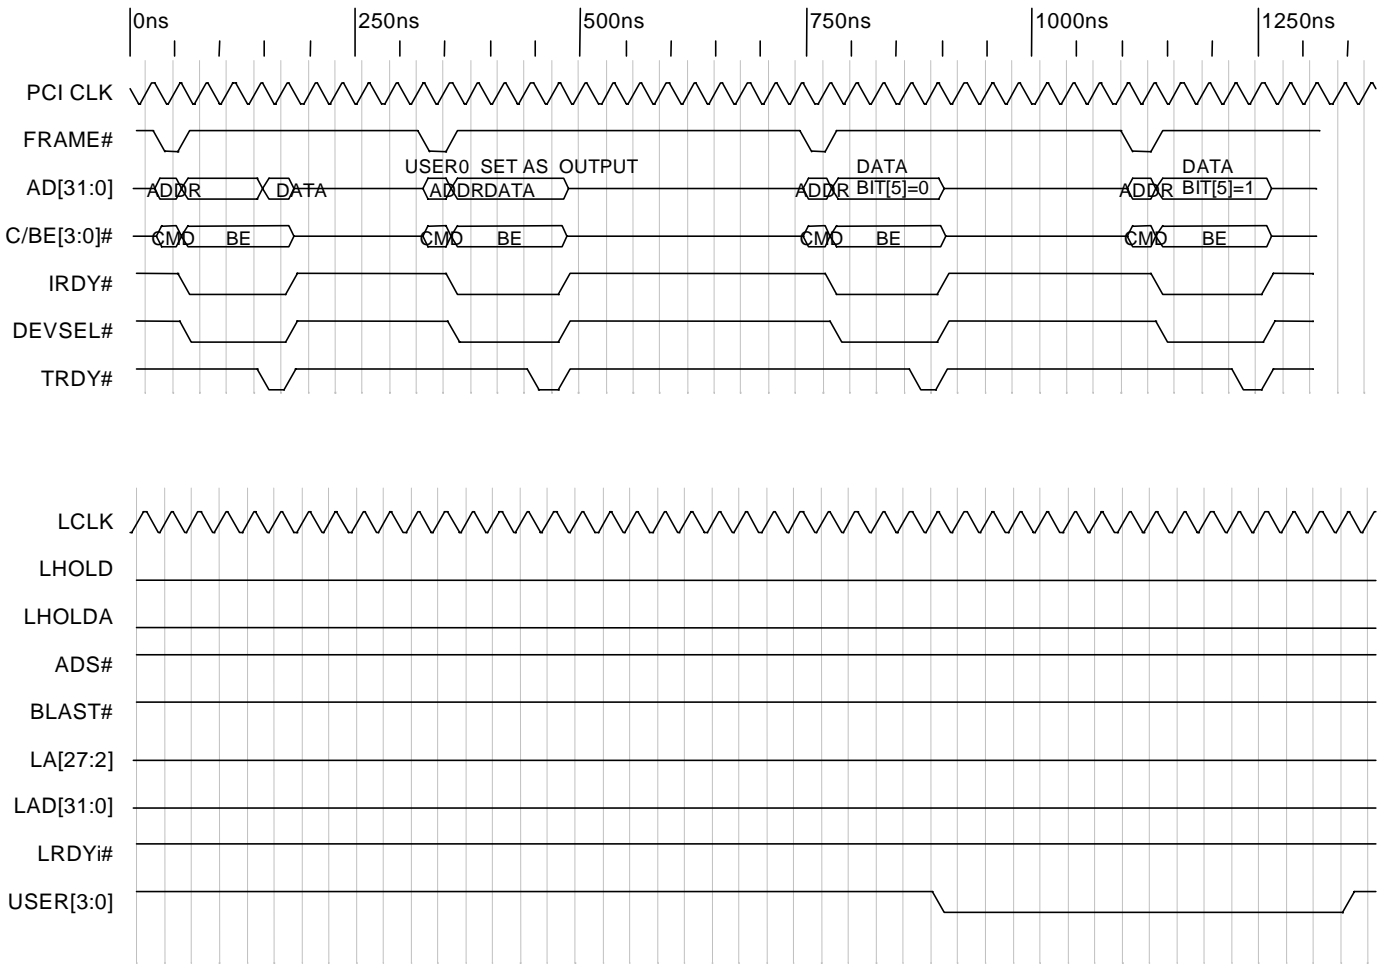 0ns 250ns 500ns 750ns 1000ns 1250ns
PCI CLK
FRAME#
USER0 SET AS OUTPUT DATA DATA
AD[31:0] ADDR DATA ADDRDATA ADDR BIT[5]=0 ADDR BIT[5]=1
C/BE[3:0]# CMD BE CMD BE CMD BE CMD BE
IRDY#
DEVSEL#
TRDY#
LCLK
LHOLD
LHOLDA
ADS#
BLAST#
LA[27:2]
LAD[31:0]
LRDYi#
USER[3:0]